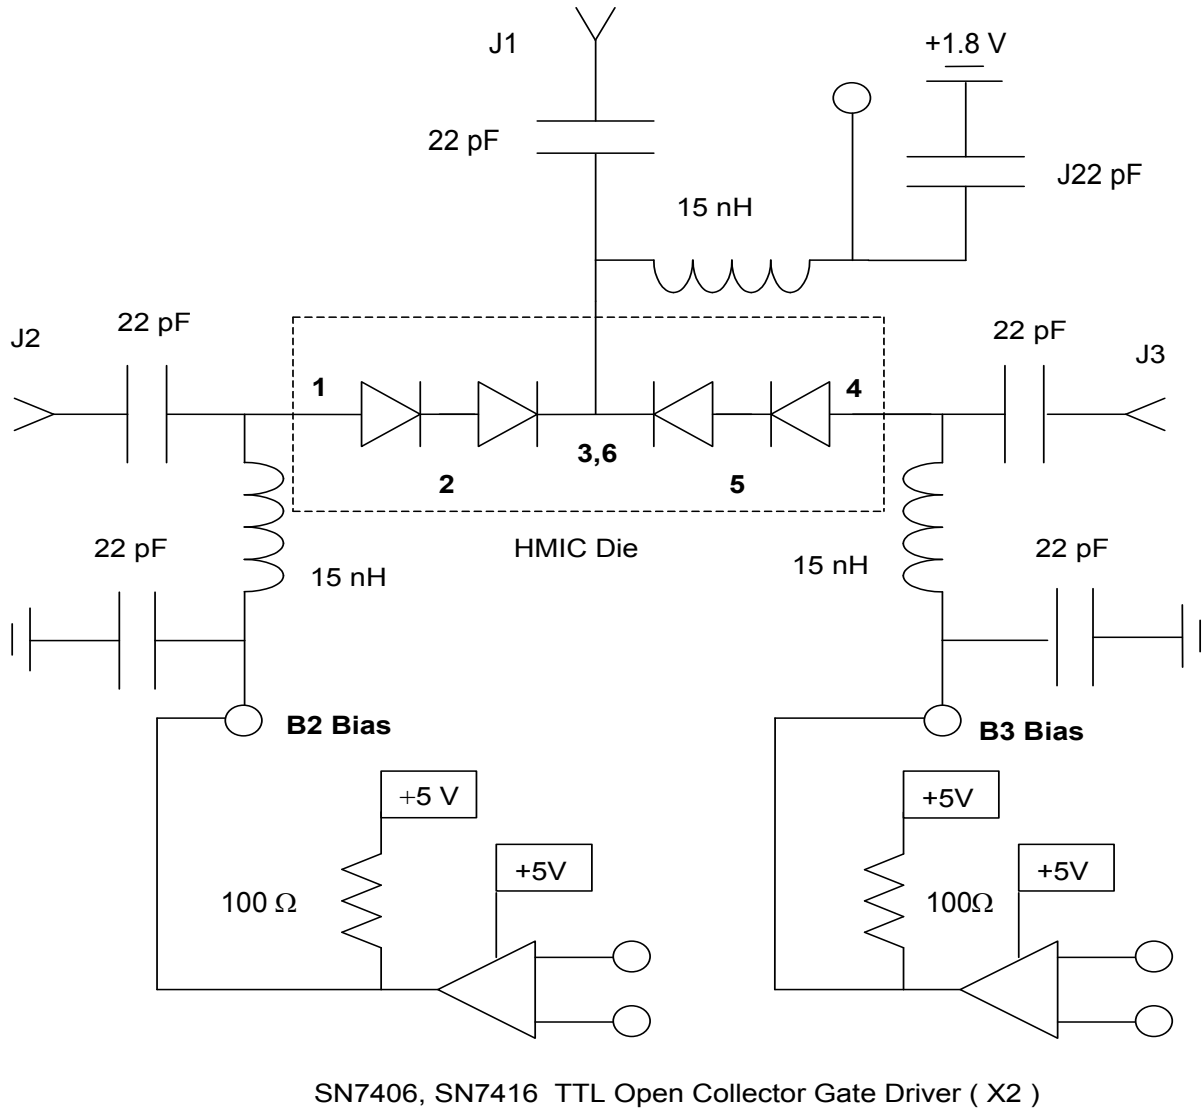 J1
+1.8 V
22 pF
J22 pF
15 nH
J2
22 pF
22 pF
J3
1
4
3,6
2
5
HMIC Die
22 pF
15 nH
15 nH
22 pF
B2 Bias
B3 Bias
+5 V
+5V
+5V
+5V
100 Ω
100Ω
SN7406, SN7416 TTL Open Collector Gate Driver ( X2 )